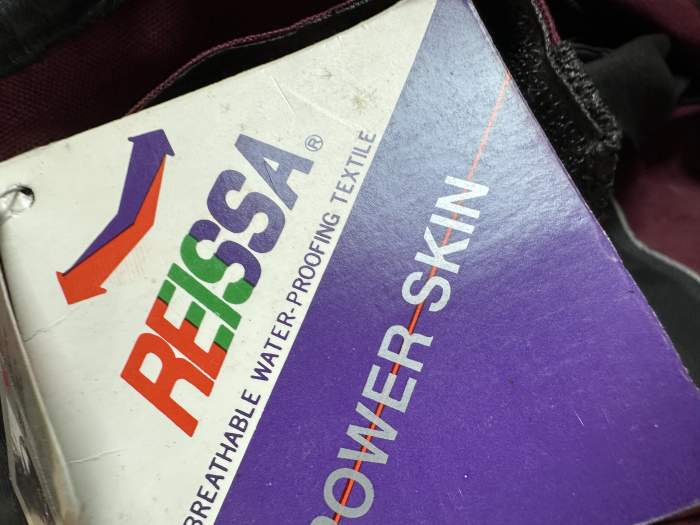 REISSA®
BREATHABLE WATER-PROOFING TEXTILE
POWER-SKIN